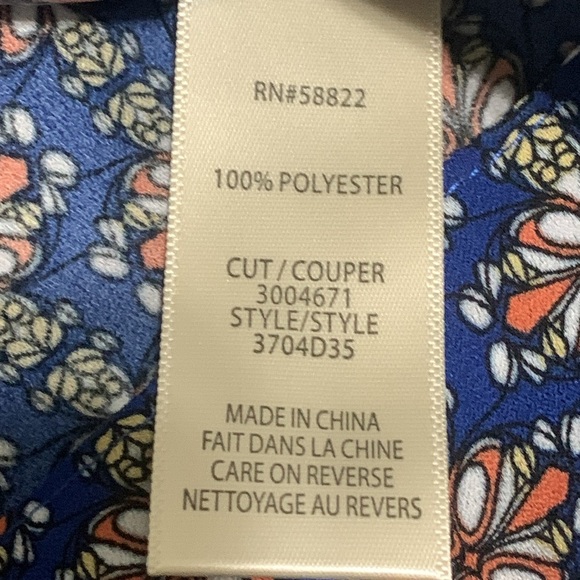 RN#58822
100% POLYESTER
CUT / COUPER
3004671
STYLE/STYLE
3704D35
MADE IN CHINA
FAIT DANS LA CHINE
CARE ON REVERSE
NETTOYAGE AU REVERS